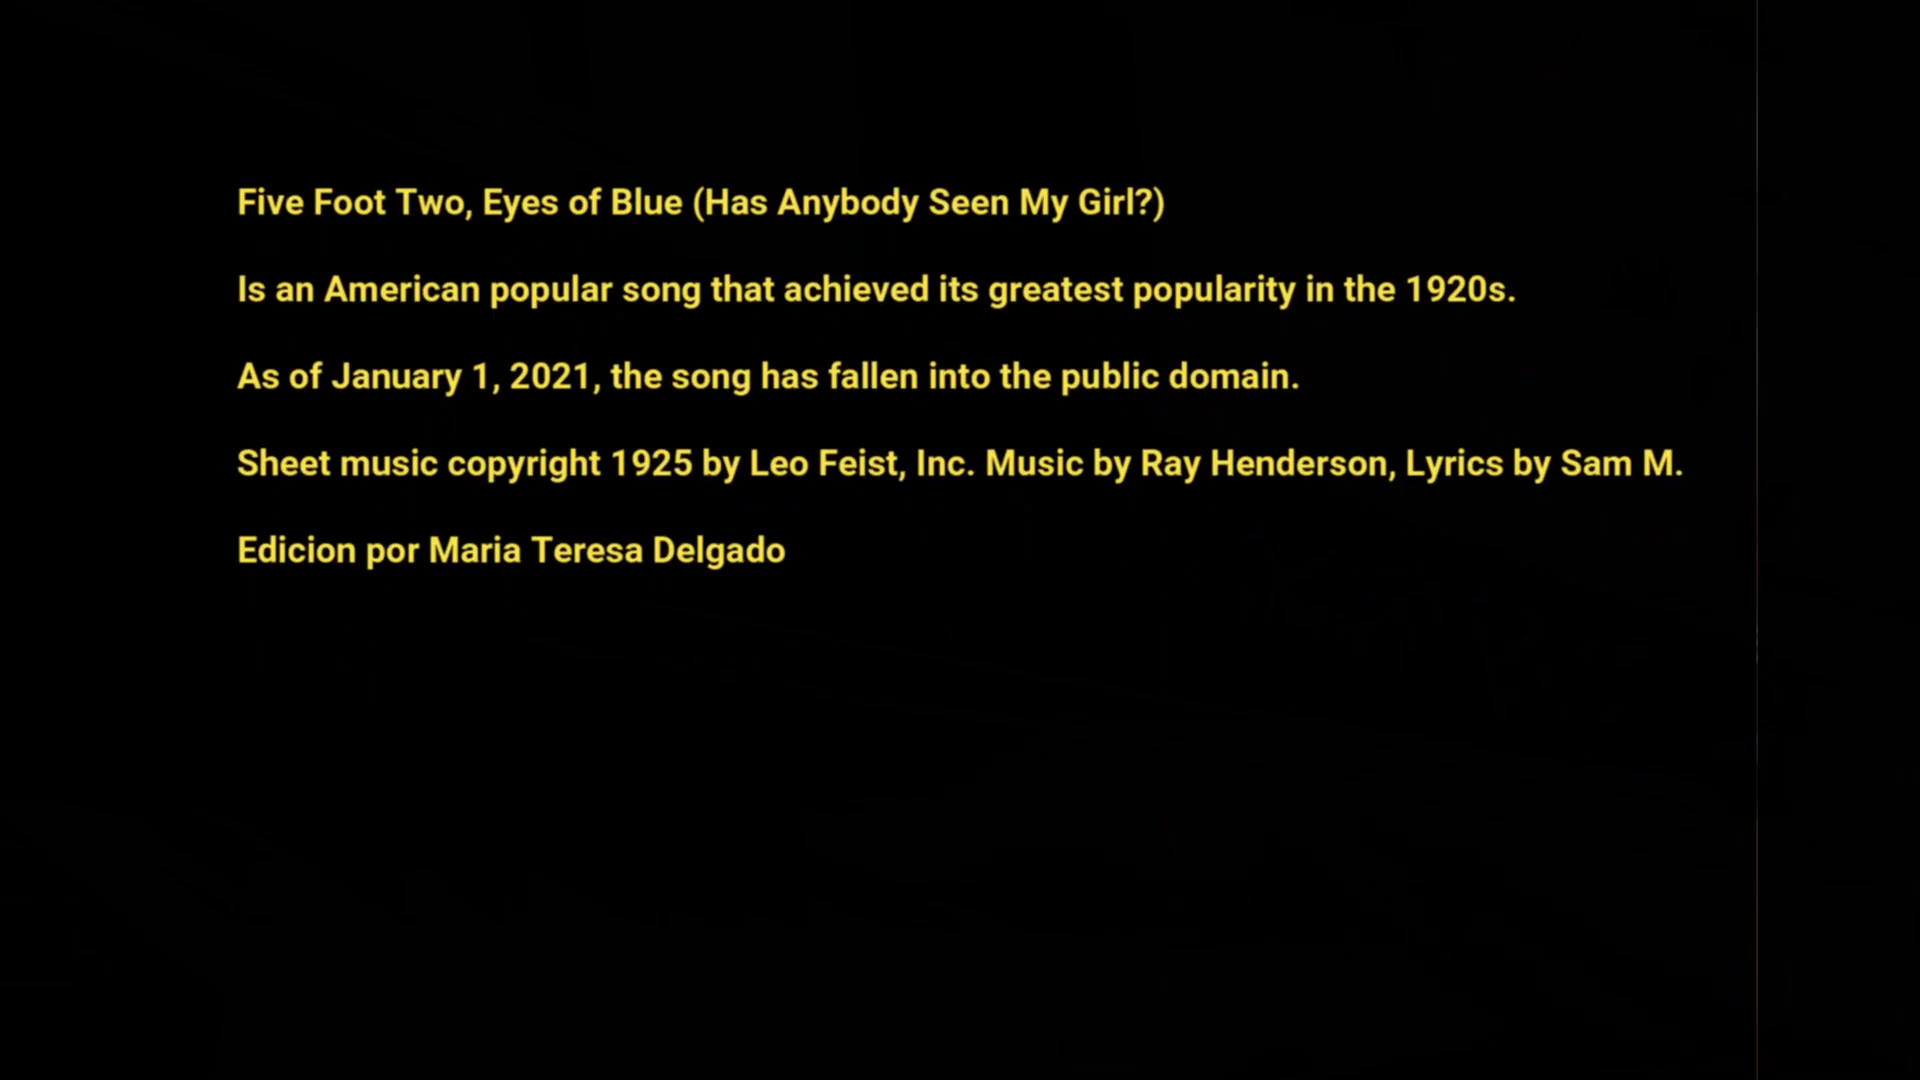 Five Foot Two, Eyes of Blue (Has Anybody Seen My Girl?)
Is an American popular song that achieved its greatest popularity in the 1920s.
As of January 1, 2021, the song has fallen into the public domain.
Sheet music copyright 1925 by Leo Feist, Inc. Music by Ray Henderson, Lyrics by Sam M.
Edicion por Maria Teresa Delgado